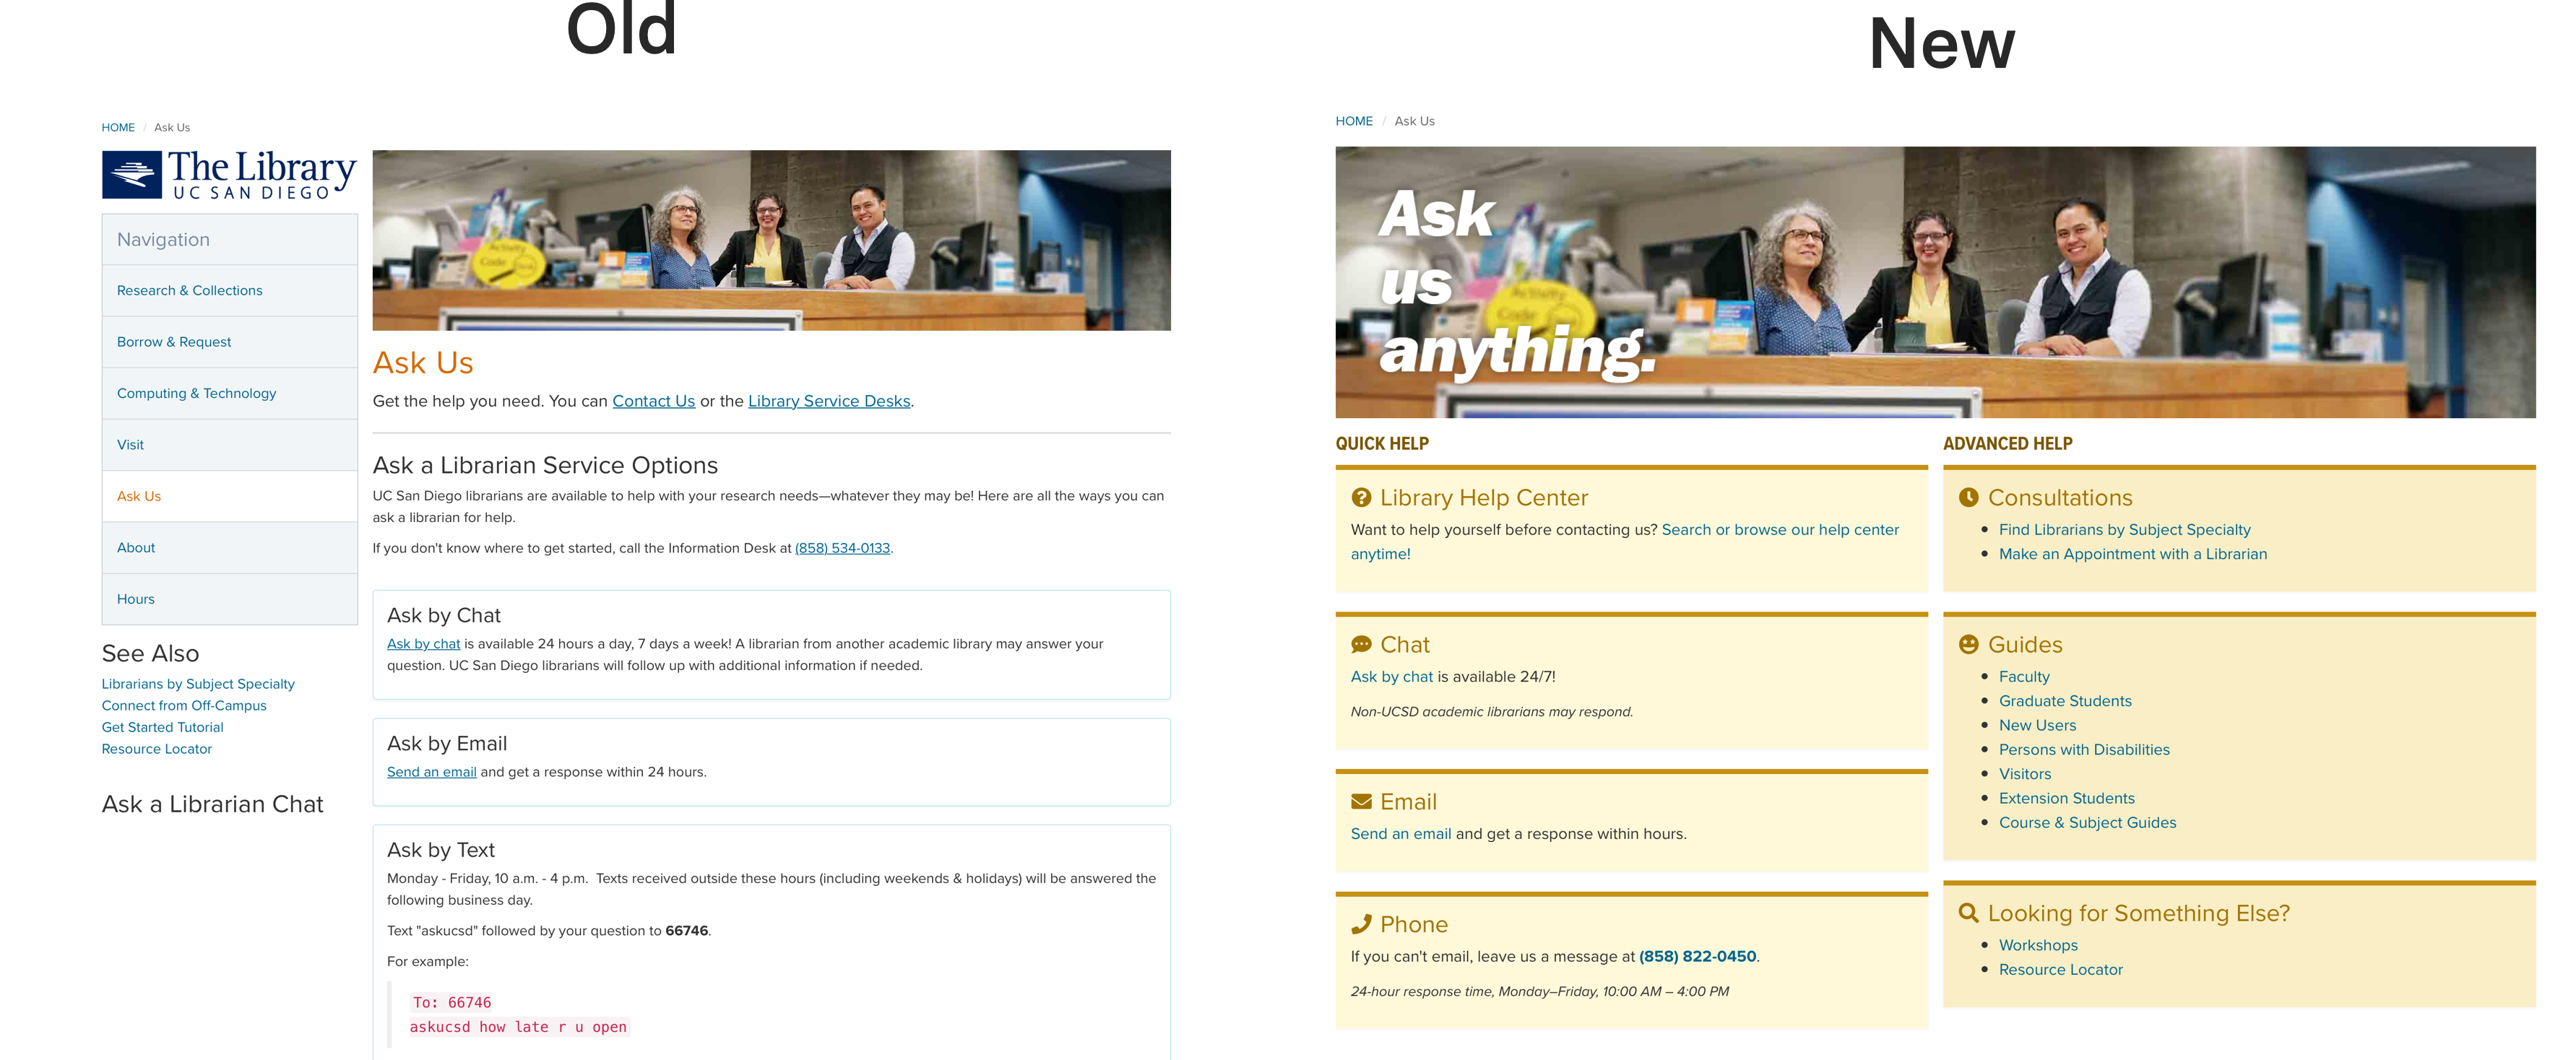 Old
HOME / Ask Us
The Library
UC SAN DIEGO
Navigation
Research & Collections
Borrow & Request
Computing & Technology
Visit
Ask Us
About
Hours
See Also
Librarians by Subject Specialty
Connect from Off-Campus
Get Started Tutorial
Resource Locator
Ask a Librarian Chat
Ask Us
Get the help you need. You can Contact Us or the Library Service Desks.
Ask a Librarian Service Options
UC San Diego librarians are available to help with your research needs—whatever they may be! Here are all the ways you can
ask a librarian for help.
If you don't know where to get started, call the Information Desk at (858) 534-0133.
Ask by Chat
Ask by chat is available 24 hours a day, 7 days a week! A librarian from another academic library may answer your
question. UC San Diego librarians will follow up with additional information if needed.
Ask by Email
Send an email and get a response within 24 hours.
Ask by Text
Monday - Friday, 10 a.m. - 4 p.m.  Texts received outside these hours (including weekends & holidays) will be answered the
following business day.
Text "askucsd" followed by your question to 66746.
For example:
To: 66746
askucsd how late r u open
New
HOME / Ask Us
Ask
us
anything.
QUICK HELP
Library Help Center
Want to help yourself before contacting us? Search or browse our help center
anytime!
Chat
Ask by chat is available 24/7!
Non-UCSD academic librarians may respond.
Email
Send an email and get a response within hours.
Phone
If you can't email, leave us a message at (858) 822-0450.
24-hour response time, Monday–Friday, 10:00 AM – 4:00 PM
ADVANCED HELP
Consultations
Find Librarians by Subject Specialty
Make an Appointment with a Librarian
Guides
Faculty
Graduate Students
New Users
Persons with Disabilities
Visitors
Extension Students
Course & Subject Guides
Looking for Something Else?
Workshops
Resource Locator